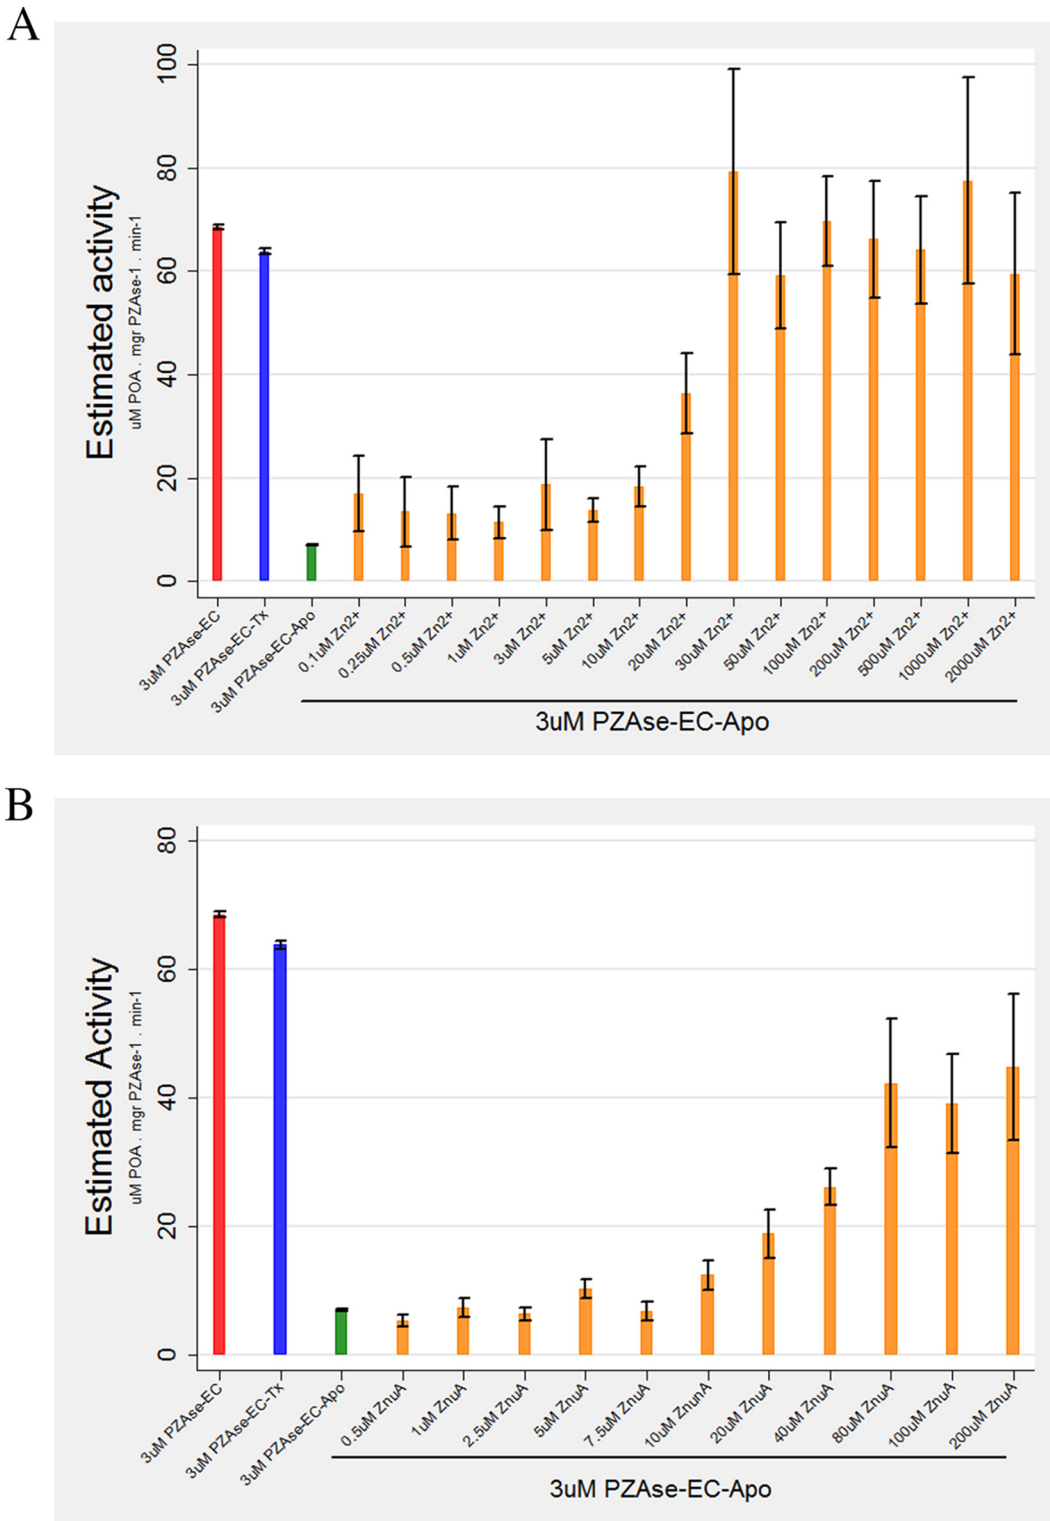 A
100
80
60
40
20
0
Estimated activity
uM POA . mgr PZAse-1 . min-1
3uM PZAse-EC
3uM PZAse-EC-Tx
3uM PZAse-EC-Apo
0.1uM Zn2+
0.25uM Zn2+
0.5uM Zn2+
1uM Zn2+
3uM Zn2+
5uM Zn2+
10uM Zn2+
20uM Zn2+
30uM Zn2+
50uM Zn2+
100uM Zn2+
200uM Zn2+
500uM Zn2+
1000uM Zn2+
2000uM Zn2+
3uM PZAse-EC-Apo
B
80
60
40
20
0
Estimated Activity
uM POA . mgr PZAse-1 . min-1
3uM PZAse-EC
3uM PZAse-EC-Tx
3uM PZAse-EC-Apo
0.5uM ZnuA
1uM ZnuA
2.5uM ZnuA
5uM ZnuA
7.5uM ZnuA
10uM ZnunA
20uM ZnuA
40uM ZnuA
80uM ZnuA
100uM ZnuA
200uM ZnuA
3uM PZAse-EC-Apo